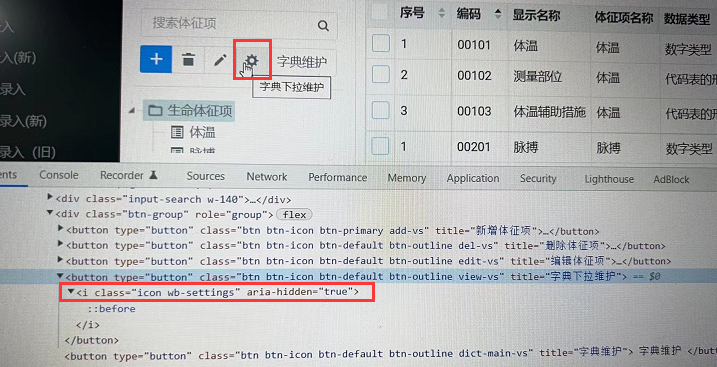 录入
入(新)
录入
入(新)
录入（旧）
搜索体征项
字典维护
字典下拉维护
生命体征项
体温
脉搏
序号 编码 显示名称 体征项名称 数据类型
1 00101 体温 体温 数字类型
2 00102 测量部位 体温 代码表的形
3 00103 体温辅助措施 体温 代码表的形
1 00201 脉搏 脉搏 数字类型
ents Console Recorder Sources Network Performance Memory Application Security Lighthouse AdBlock
<div class="input-search w-140">…</div>
<div class="btn-group" role="group"> flex
<button type="button" class="btn btn-icon btn-primary add-vs" title="新增体征项">…</button>
<button type="button" class="btn btn-icon btn-default btn-outline del-vs" title="删除体征项">…</button>
<button type="button" class="btn btn-icon btn-default btn-outline edit-vs" title="编辑体征项">…</button>
<button type="button" class="btn btn-icon btn-default btn-outline view-vs" title="字典下拉维护"> == $0
<i class="icon wb-settings" aria-hidden="true">
::before
</i>
</button>
<button type="button" class="btn btn-icon btn-default btn-outline dict-main-vs" title="字典维护"> 字典维护 </bu